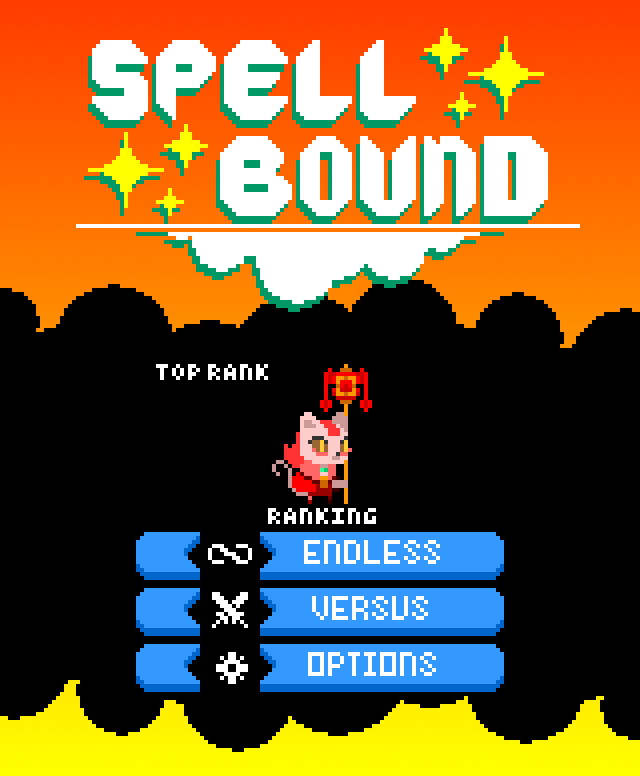 SPELL
BOUND
TOP RANK
RANKING
ENDLESS
VERSUS
OPTIONS